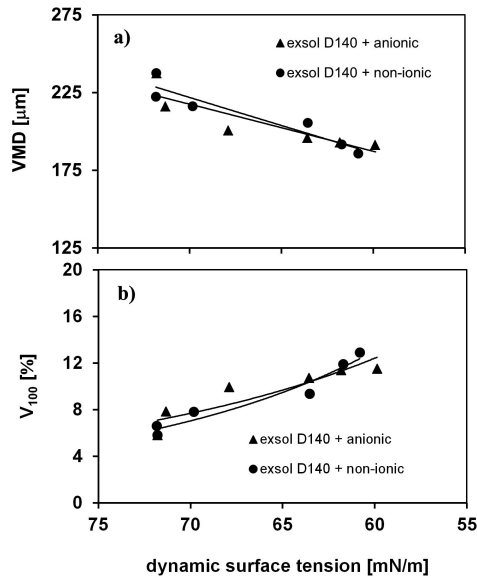 275
a)
exsol D140 + anionic
exsol D140 + non-ionic
225
VMD [μm]
175
125
20
b)
16
12
V100 [%]
8
exsol D140 + anionic
4
exsol D140 + non-ionic
0
75 70 65 60 55
dynamic surface tension [mN/m]